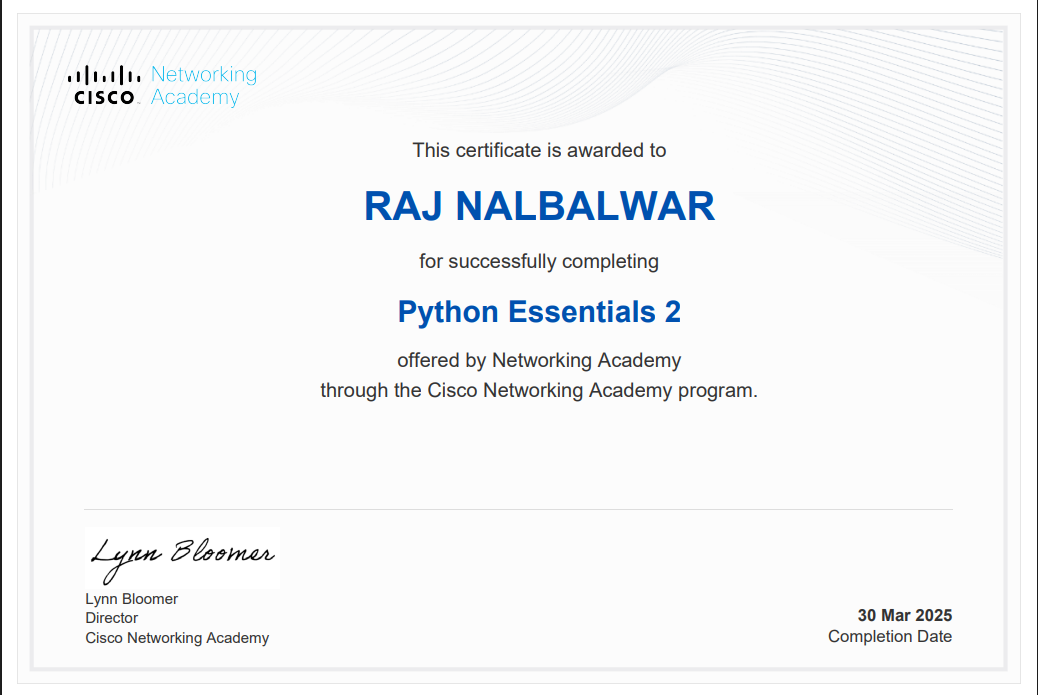 Networking
CISCO Academy
This certificate is awarded to
RAJ NALBALWAR
for successfully completing
Python Essentials 2
offered by Networking Academy
through the Cisco Networking Academy program.
Lynn Bloomer
Lynn Bloomer
Director
Cisco Networking Academy
30 Mar 2025
Completion Date